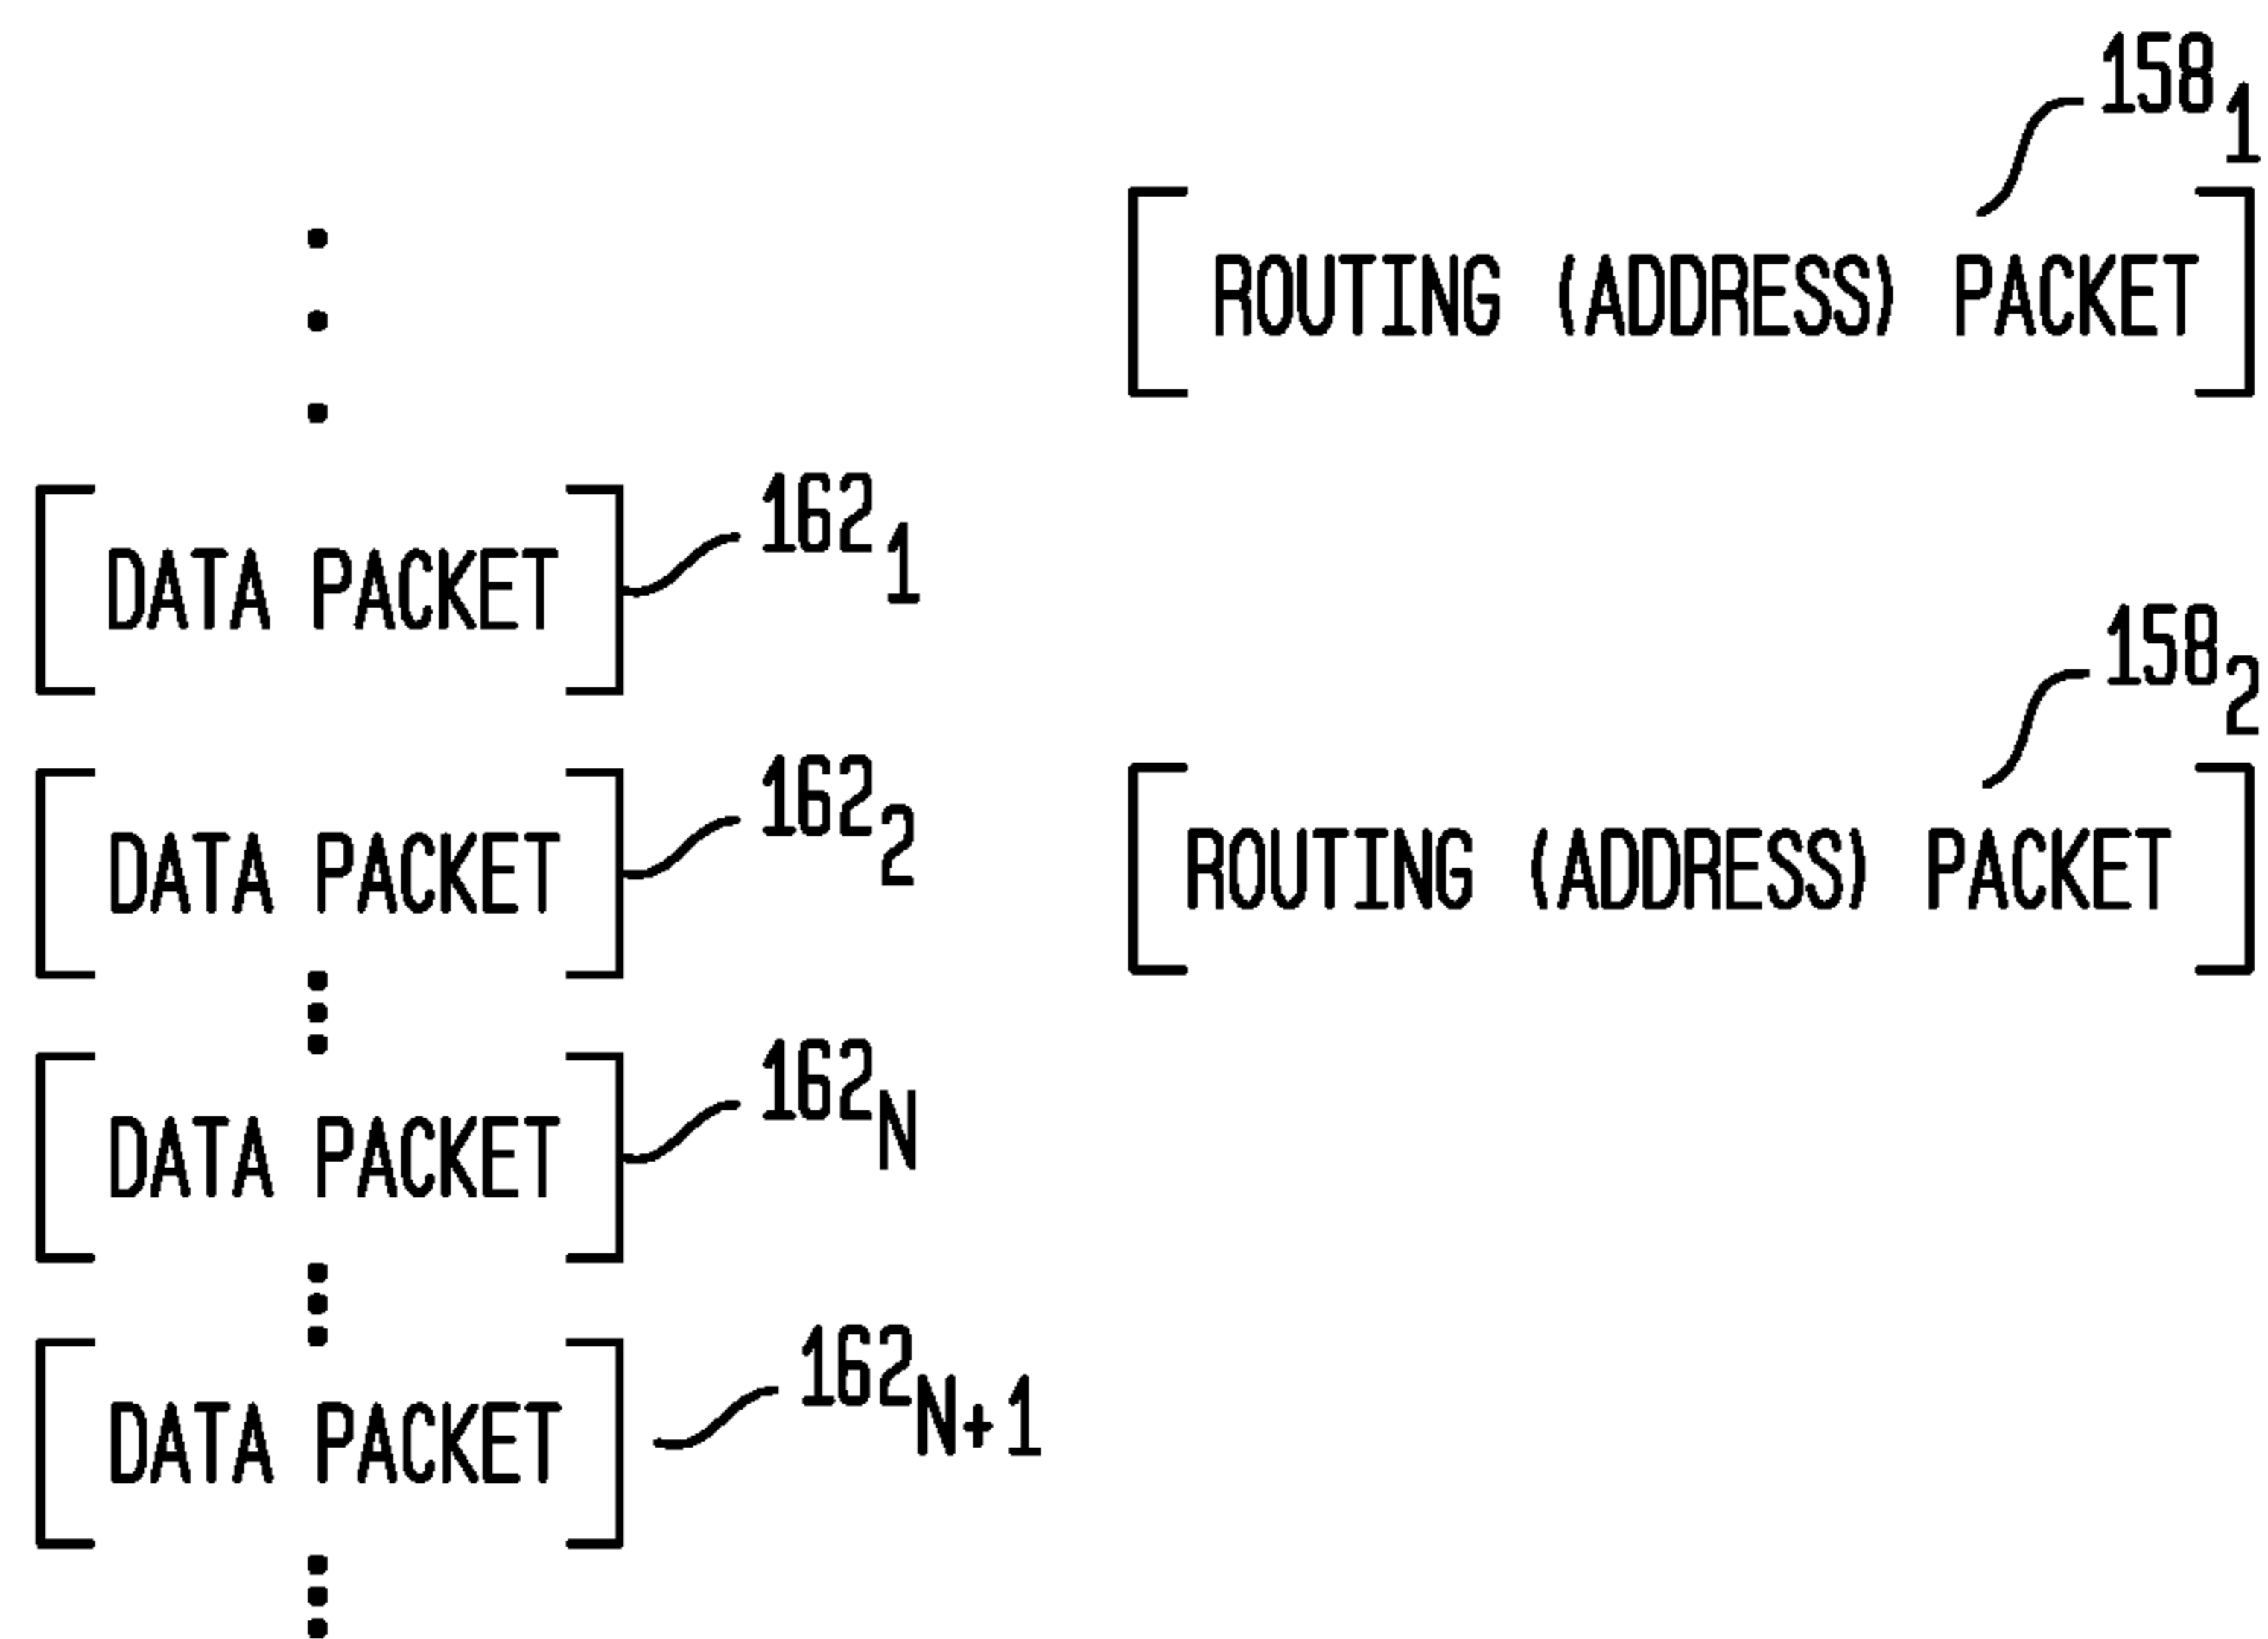 158₁
ROUTING (ADDRESS) PACKET
162₁
DATA PACKET
158₂
162₂
DATA PACKET
ROUTING (ADDRESS) PACKET
162N
DATA PACKET
162N+1
DATA PACKET